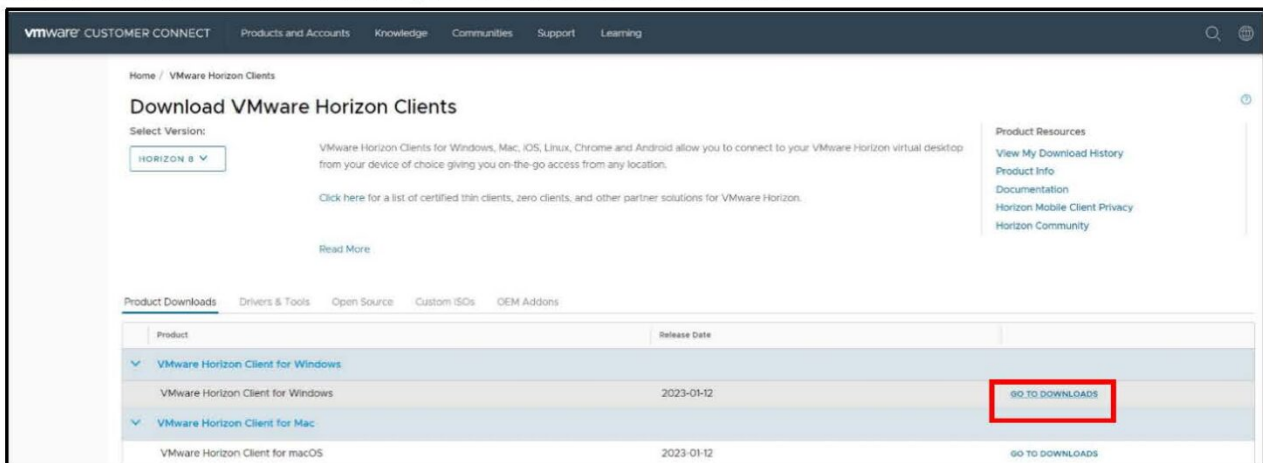 vmware CUSTOMER CONNECT Products and Accounts Knowledge Communities Support Learning
Home / VMware Horizon Clients
Download VMware Horizon Clients
Select Version:
HORIZON 8
VMware Horizon Clients for Windows, Mac, iOS, Linux, Chrome and Android allow you to connect to your VMware Horizon virtual desktop
from your device of choice giving you on-the-go access from any location.
Click here for a list of certified thin clients, zero clients, and other partner solutions for VMware Horizon.
Read More
Product Resources
View My Download History
Product Info
Documentation
Horizon Mobile Client Privacy
Horizon Community
Product Downloads Drivers & Tools Open Source Custom ISOs OEM Addons
Product Release Date
VMware Horizon Client for Windows
VMware Horizon Client for Windows 2023-01-12 GO TO DOWNLOADS
VMware Horizon Client for Mac
VMware Horizon Client for macOS 2023-01-12 GO TO DOWNLOADS